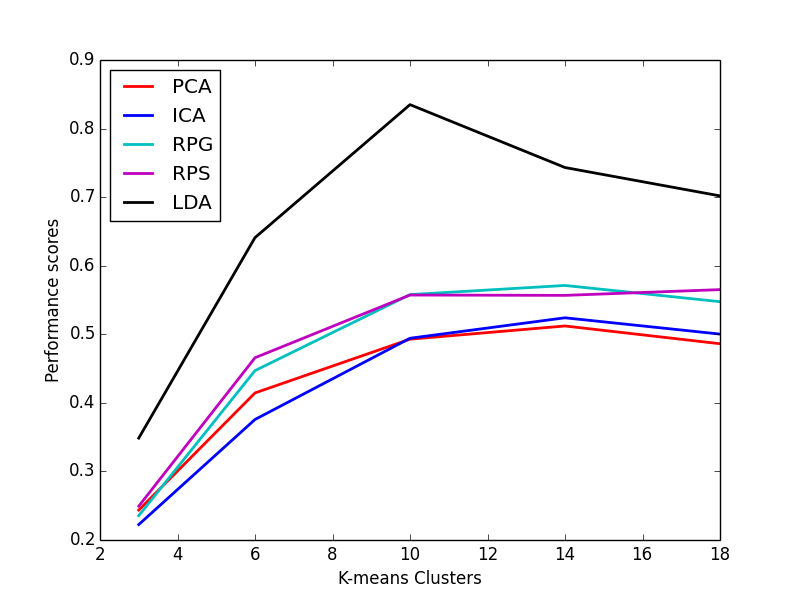 0.9
0.8
0.7
0.6
0.5
0.4
0.3
0.2
Performance scores
PCA
ICA
RPG
RPS
LDA
2 4 6 8 10 12 14 16 18
K-means Clusters